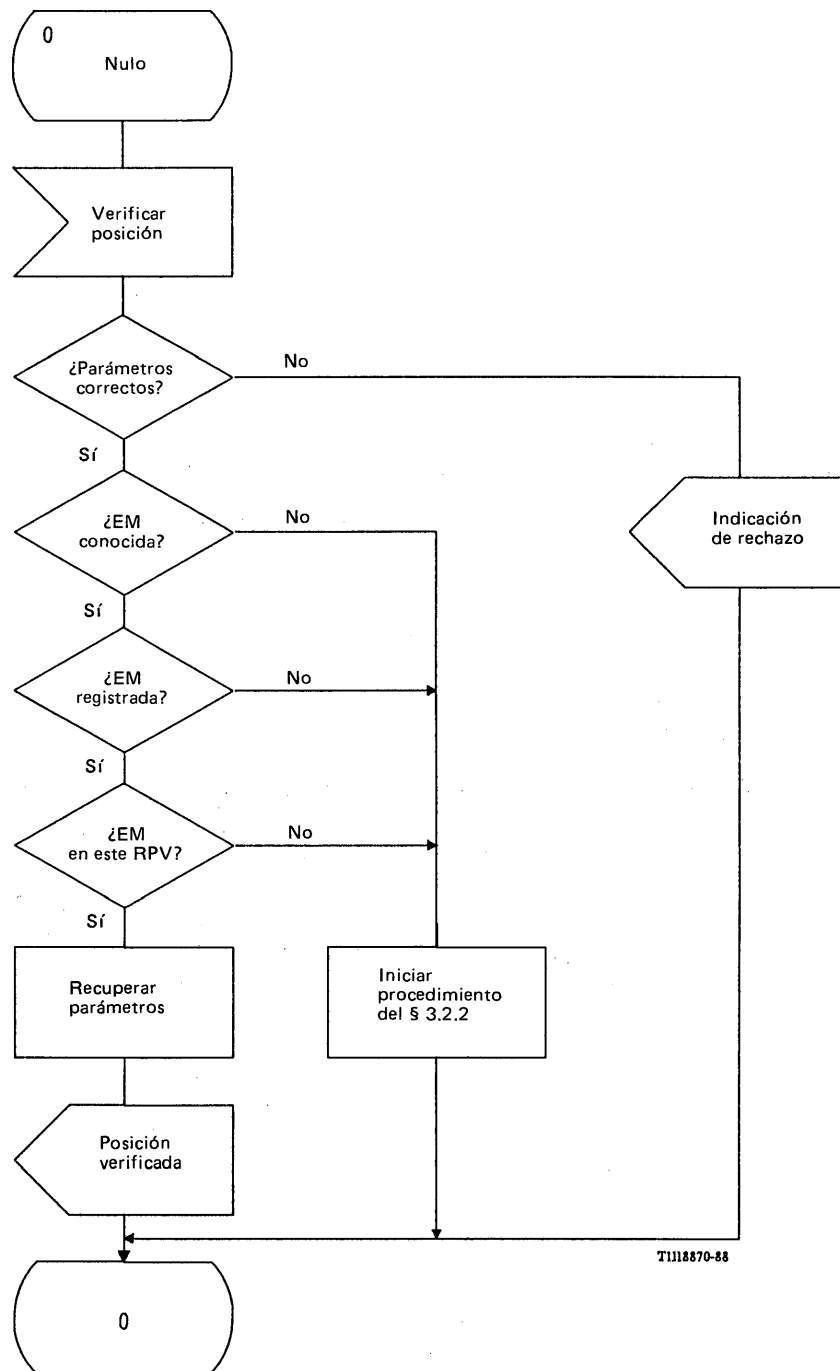 0
Nulo
Verificar
posición
¿Parámetros
correctos?
No
Sí
¿EM
conocida?
No
Indicación
de rechazo
Sí
¿EM
registrada?
No
Sí
¿EM
en este RPV?
No
Sí
Recuperar
parámetros
Iniciar
procedimiento
del § 3.2.2
Posición
verificada
T1118870-88
0